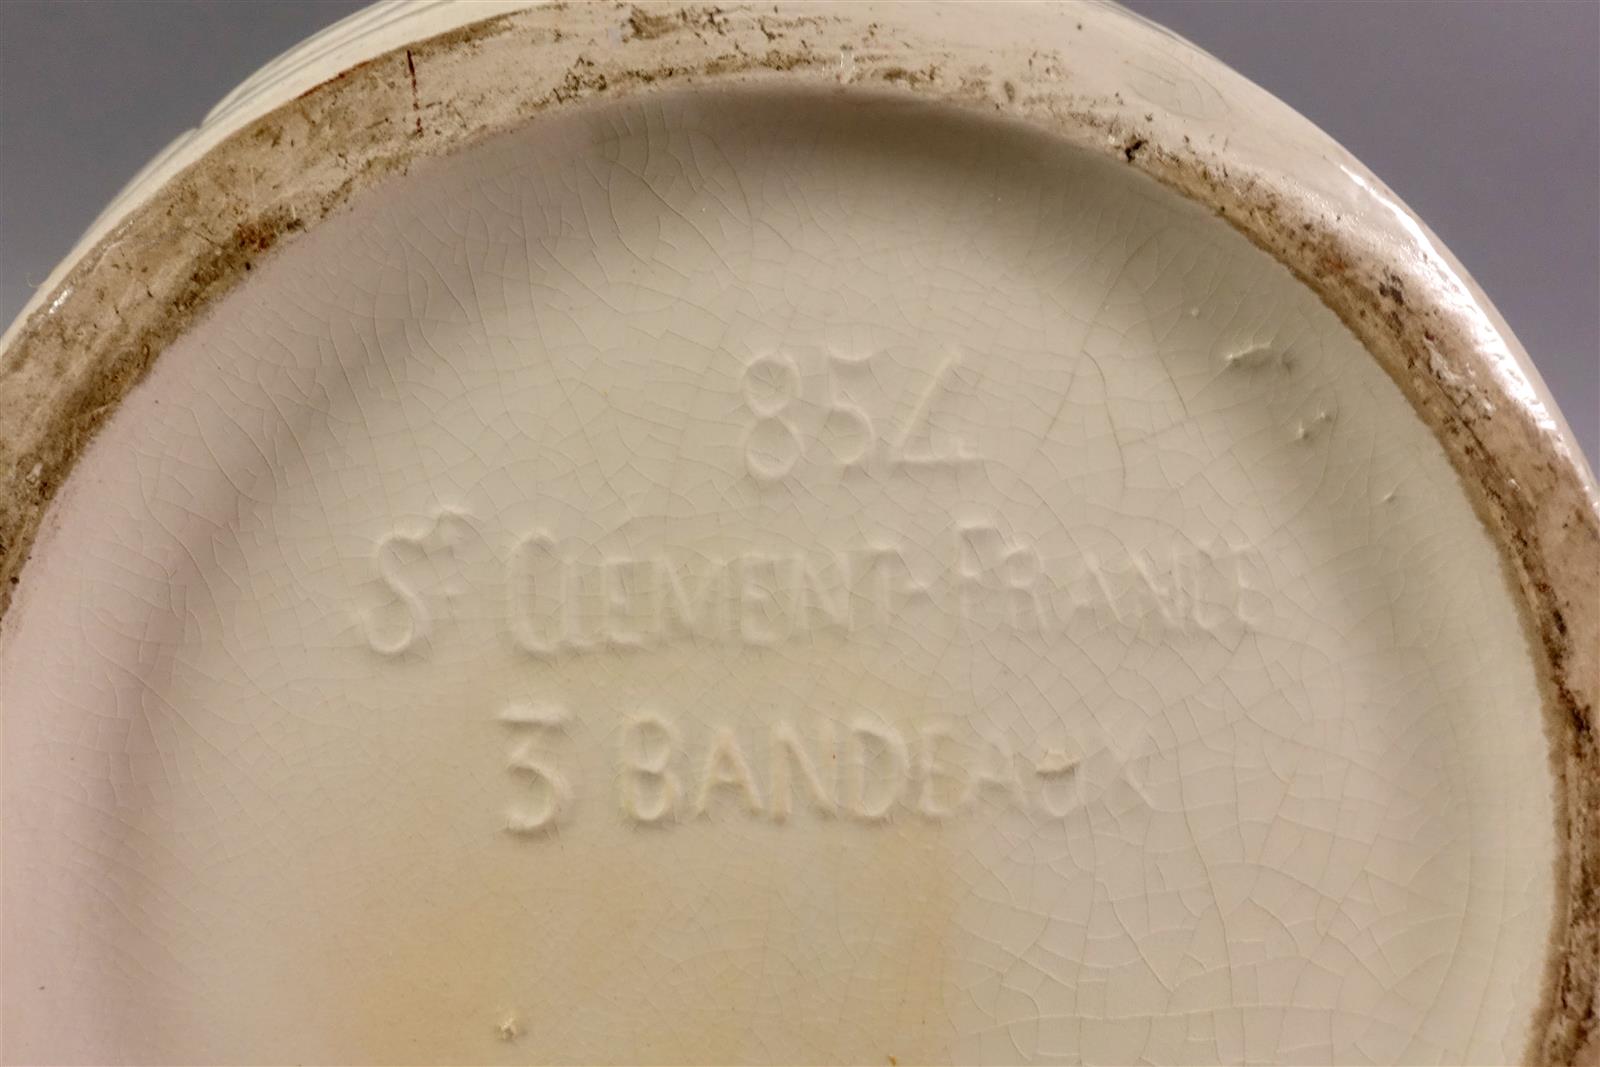 854
St CLEMENT-FRANCE
3 BANDEAUX